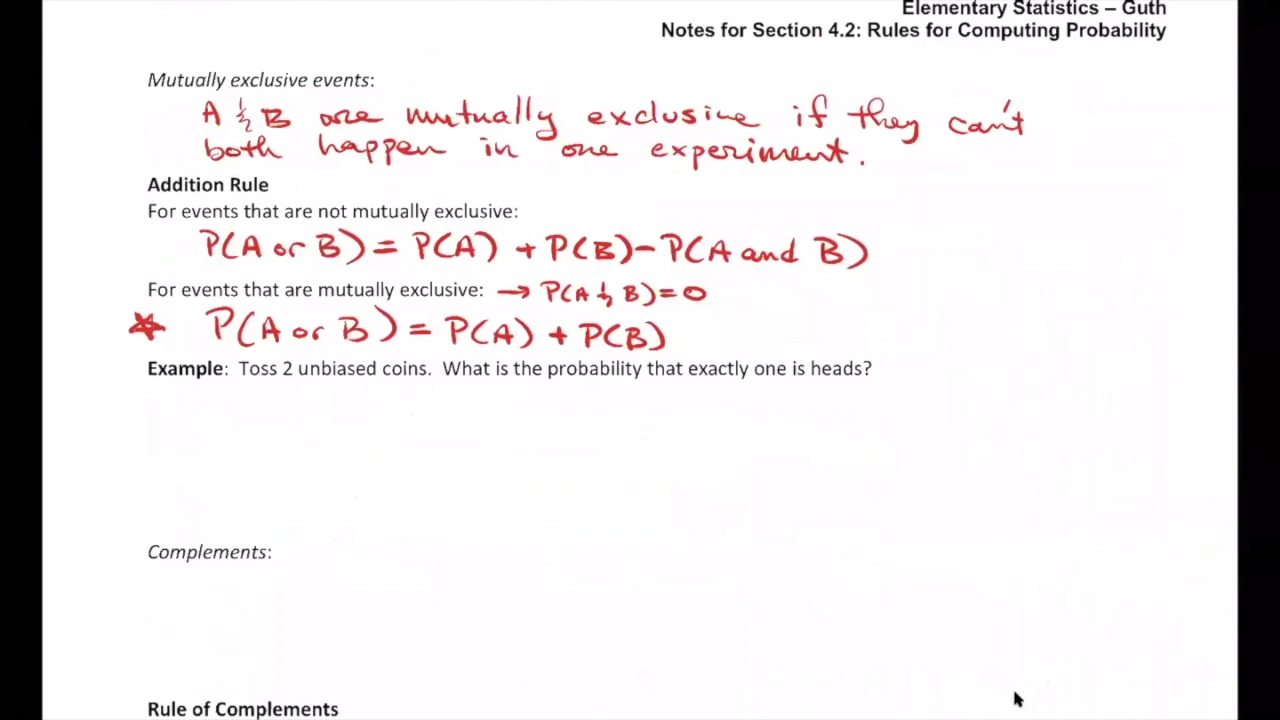 Elementary Statistics – Guth
Notes for Section 4.2: Rules for Computing Probability
Mutually exclusive events:
A & B are mutually exclusive if they can't
both happen in one experiment.
Addition Rule
For events that are not mutually exclusive:
P(A or B) = P(A) + P(B) - P(A and B)
For events that are mutually exclusive: → P(A & B) = 0
* P(A or B) = P(A) + P(B)
Example: Toss 2 unbiased coins. What is the probability that exactly one is heads?
Complements:
Rule of Complements